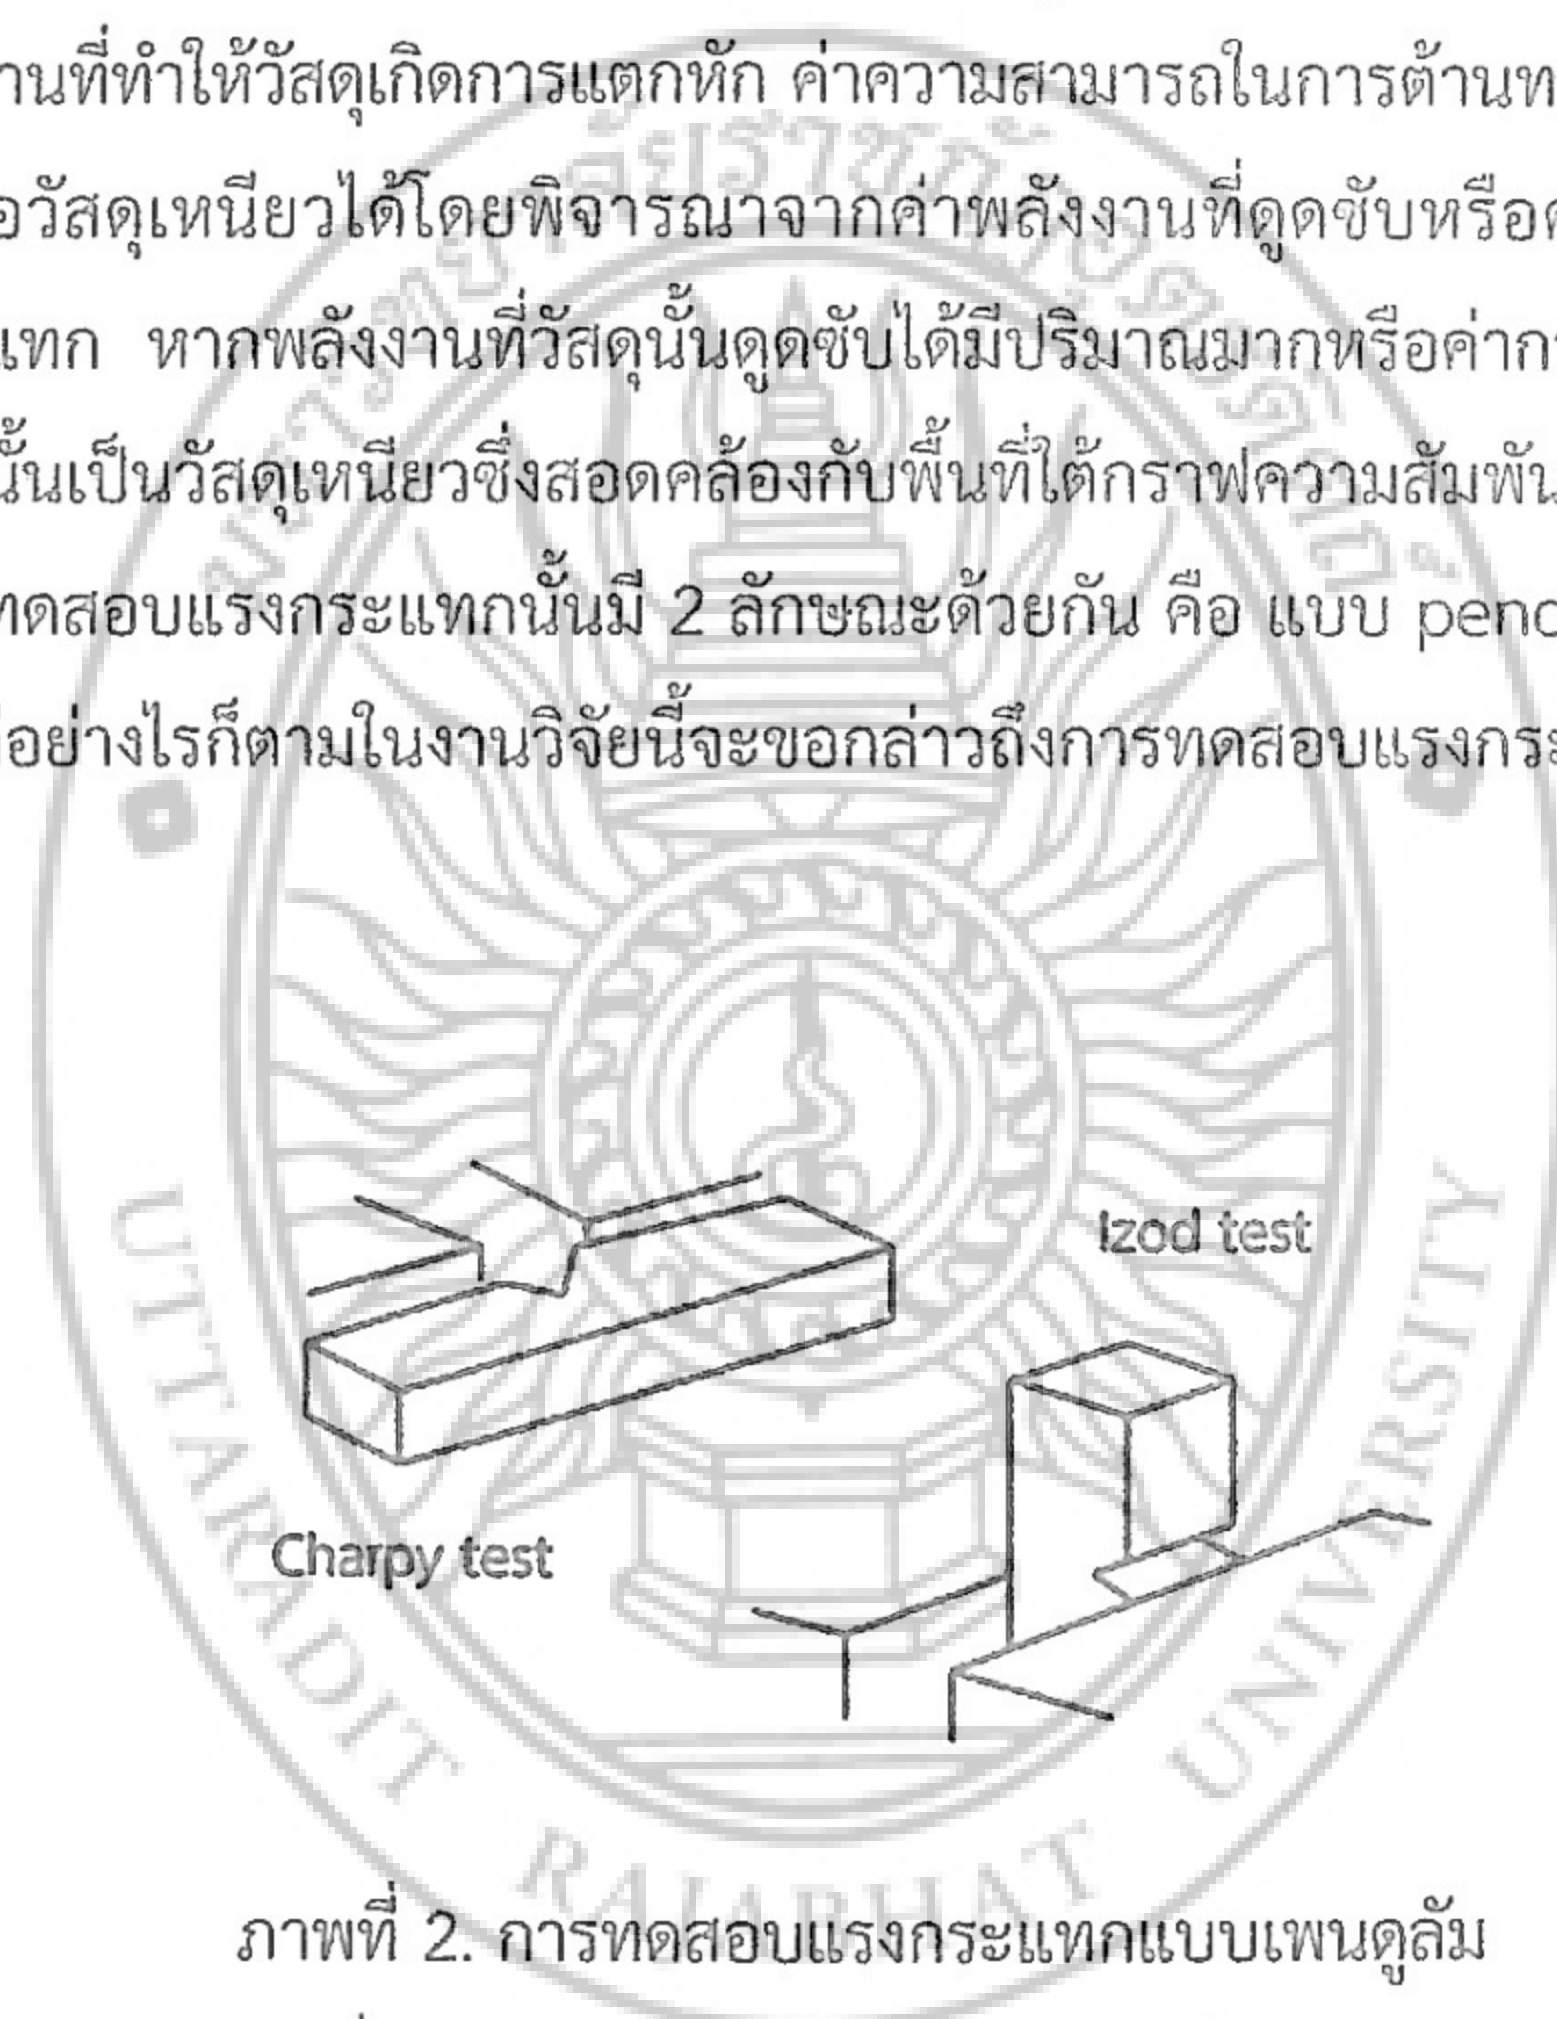 านที่ทำให้วัสดุเกิดการแตกหัก ค่าความสามารถในการต้านท
อวัสดุเหนียวได้โดยพิจารณาจากค่าพลังงานที่ดูดซับหรือค
แทก หากพลังงานที่วัสดุนั้นดูดซับได้มีปริมาณมากหรือค่าก
นั้นเป็นวัสดุเหนียวซึ่งสอดคล้องกับพื้นที่ใต้กราฟความสัมพัน
ทดสอบแรงกระแทกนั้นมี 2 ลักษณะด้วยกัน คือ แบบ pend
อย่างไรก็ตามในงานวิจัยนี้จะขอกล่าวถึงการทดสอบแรงกระ
Izod test
Charpy test
UTTARADIT RAJABHAT UNIVERSITY
ภาพที่ 2. การทดสอบแรงกระแทกแบบเพนดูลัม